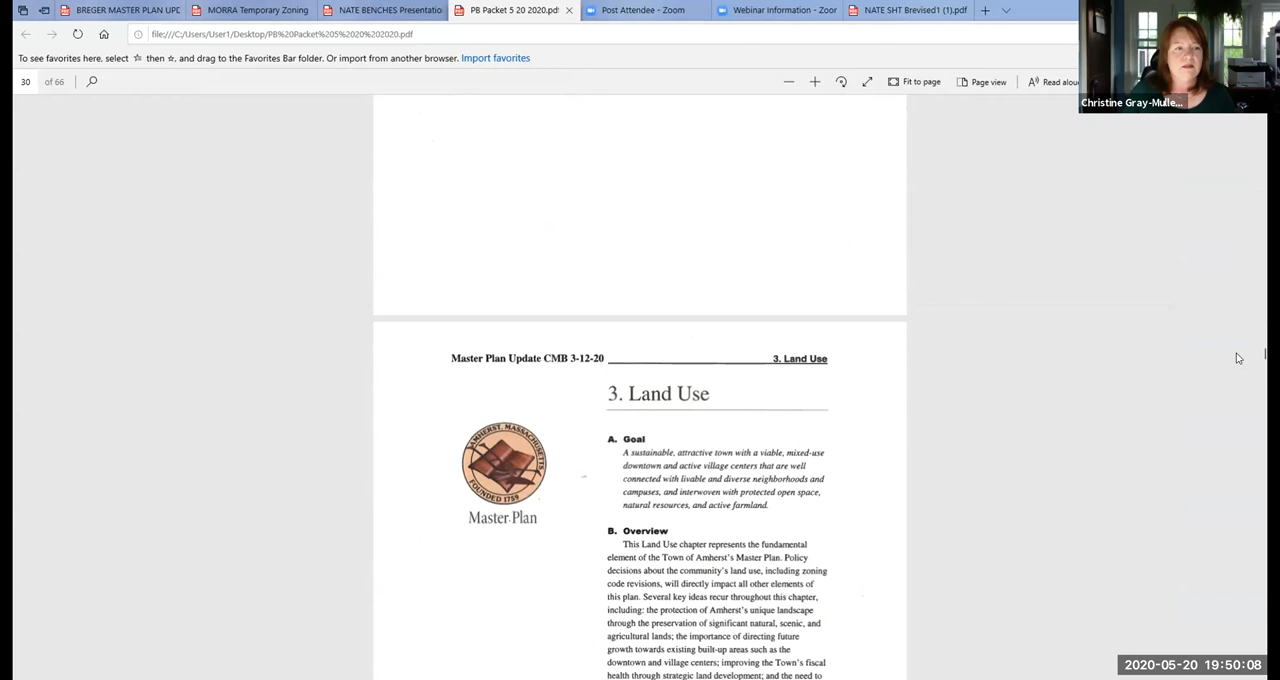 BREGER MASTER PLAN UPD
MORRA Temporary Zoning
NATE BENCHES Presentatio
PB Packet 5 20 2020.pdf
Post Attendee - Zoom
Webinar Information - Zoor
NATE SHT Brevised1 (1).pdf
file:///C:/Users/User1/Desktop/PB%20Packet%205%2020%202020.pdf
To see favorites here, select ☆ then ☆, and drag to the Favorites Bar folder. Or import from another browser. Import favorites
30 of 66
Fit to page
Page view
Read alou
Christine Gray-Mulle...
Master Plan Update CMB 3-12-20 3. Land Use
3. Land Use
AMHERST, MASSACHUSETTS
FOUNDED 1759
Master Plan
A. Goal
A sustainable, attractive town with a viable, mixed-use
downtown and active village centers that are well
connected with livable and diverse neighborhoods and
campuses, and interwoven with protected open space,
natural resources, and active farmland.
B. Overview
This Land Use chapter represents the fundamental
element of the Town of Amherst's Master Plan. Policy
decisions about the community's land use, including zoning
code revisions, will directly impact all other elements of
this plan. Several key ideas recur throughout this chapter,
including: the protection of Amherst's unique landscape
through the preservation of significant natural, scenic, and
agricultural lands; the importance of directing future
growth towards existing built-up areas such as the
downtown and village centers; improving the Town's fiscal
health through strategic land development; and the need to
2020-05-20 19:50:08